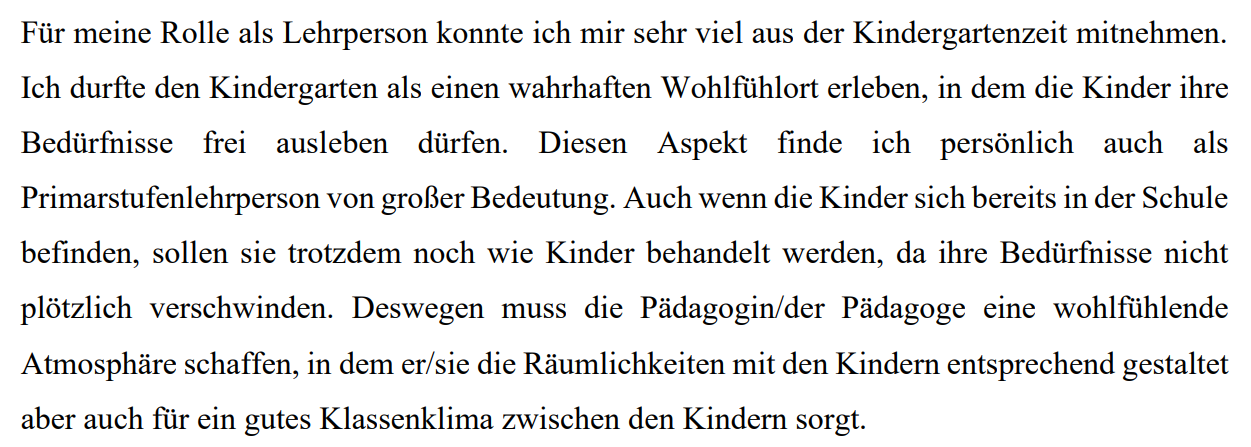 Für meine Rolle als Lehrperson konnte ich mir sehr viel aus der Kindergartenzeit mitnehmen.
Ich durfte den Kindergarten als einen wahrhaften Wohlfühlort erleben, in dem die Kinder ihre
Bedürfnisse frei ausleben dürfen. Diesen Aspekt finde ich persönlich auch als
Primarstufenlehrperson von großer Bedeutung. Auch wenn die Kinder sich bereits in der Schule
befinden, sollen sie trotzdem noch wie Kinder behandelt werden, da ihre Bedürfnisse nicht
plötzlich verschwinden. Deswegen muss die Pädagogin/der Pädagoge eine wohlfühlende
Atmosphäre schaffen, in dem er/sie die Räumlichkeiten mit den Kindern entsprechend gestaltet
aber auch für ein gutes Klassenklima zwischen den Kindern sorgt.